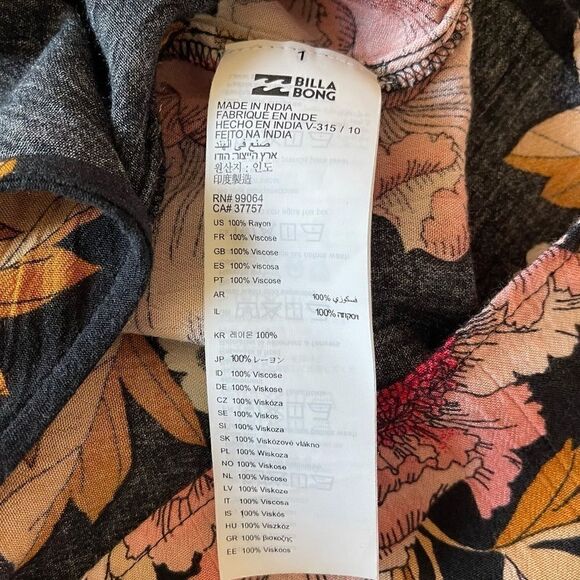 1
BILLA
BONG
MADE IN INDIA
FABRIQUÉ EN INDE
HECHO EN INDIA V-315 / 10
FEITO NA ÍNDIA
صنع في الهند
ארץ הייצור: הודו
원산지 : 인도
印度製造
RN# 99064
CA# 37757
US 100% Rayon
FR 100% Viscose
GB 100% Viscose
ES 100% viscosa
PT 100% Viscose
AR 100% فسكوزي
IL 100% ויסקוזה
KR 레이온 100%
JP 100% レーヨン
ID 100% Viscose
DE 100% Viskose
CZ 100% Viskóza
SE 100% Viskos
SI 100% Viskoza
SK 100% Viskózové vlákno
PL 100% Wiskoza
NO 100% Viskose
NL 100% Viscose
LV 100% Viskoze
IT 100% Viscosa
IS 100% Viskós
HU 100% Viszkóz
GR 100% βισκόζης
EE 100% Viskoos